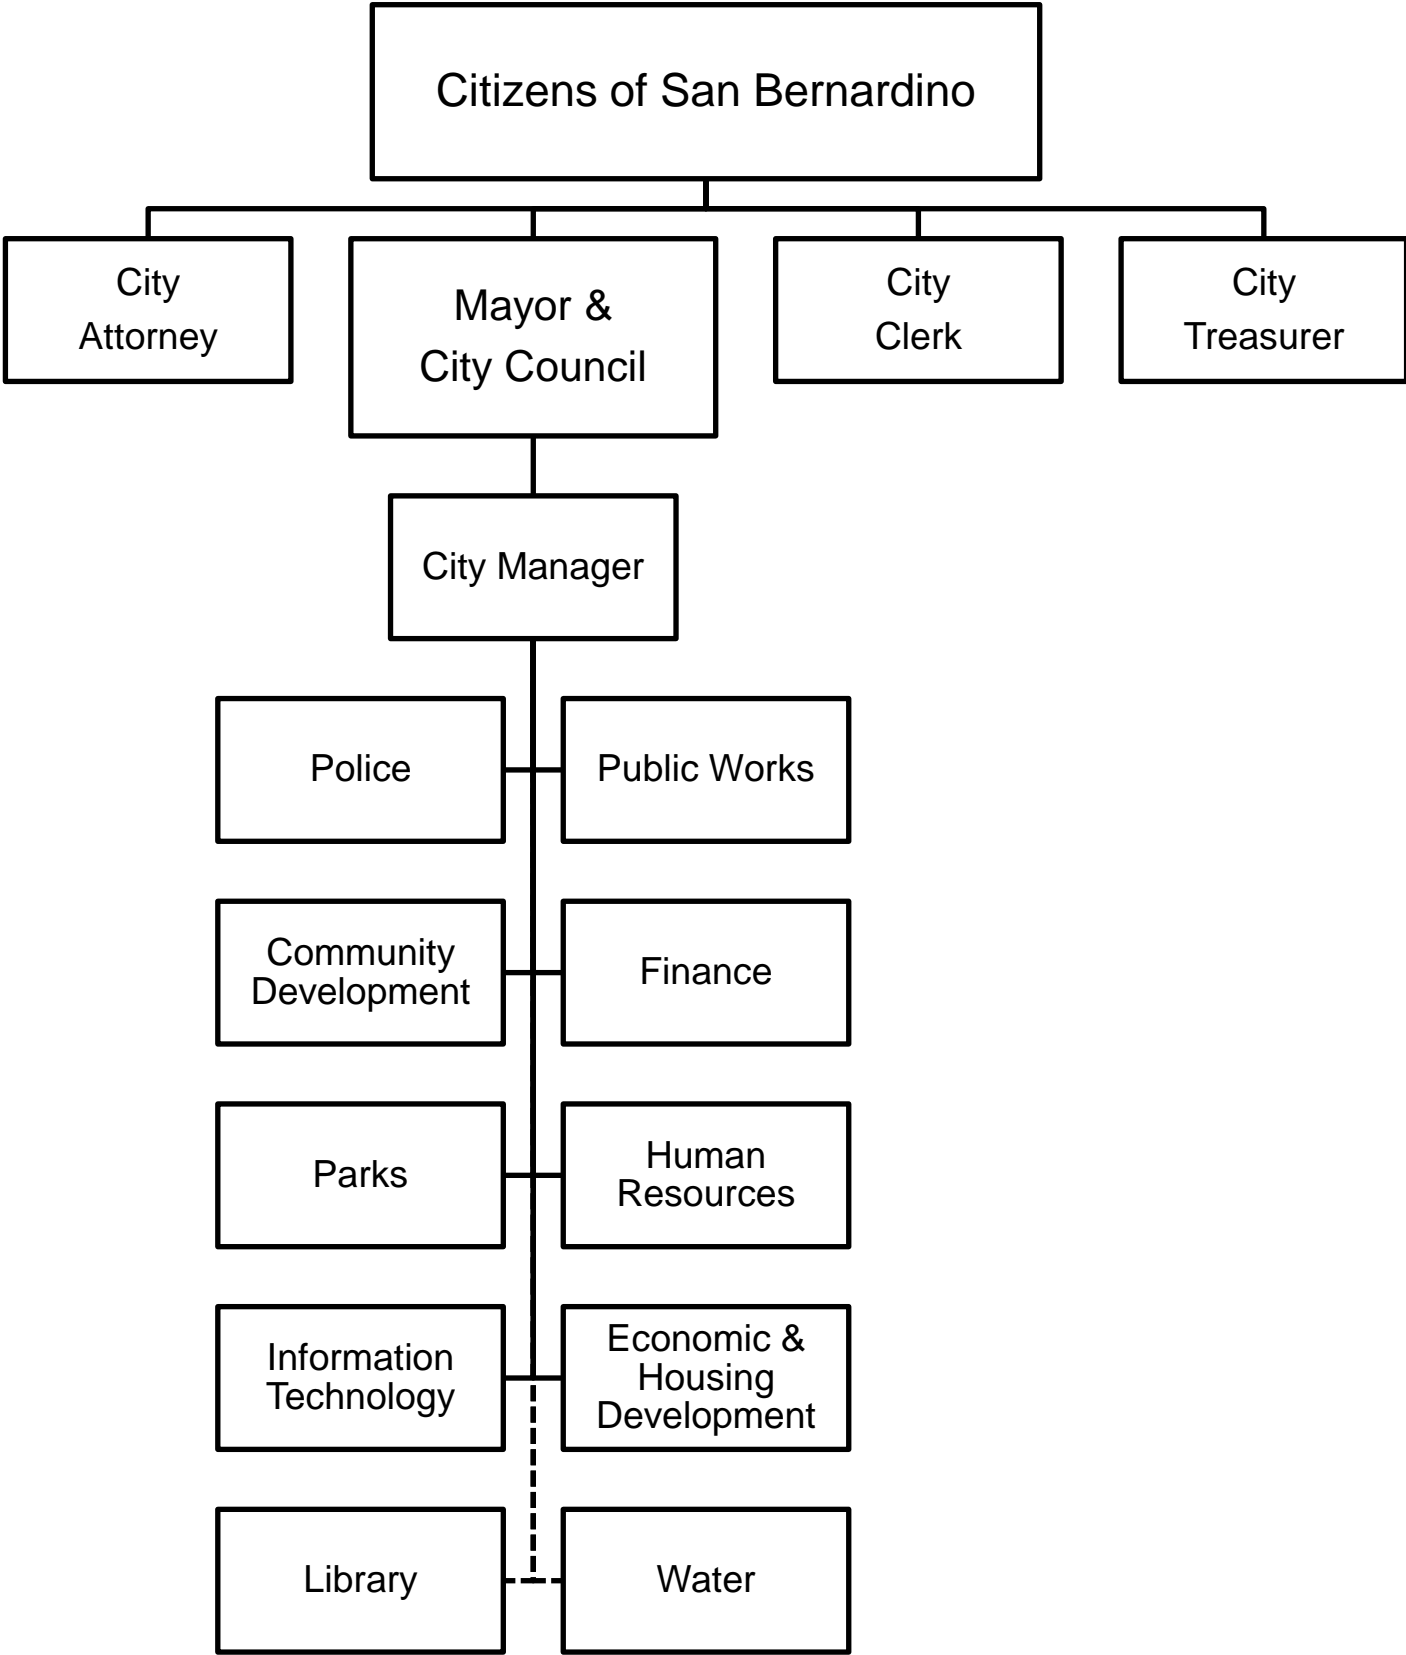 Citizens of San Bernardino
City
Attorney
Mayor &
City Council
City
Clerk
City
Treasurer
City Manager
Police
Public Works
Community
Development
Finance
Parks
Human
Resources
Information
Technology
Economic &
Housing
Development
Library
Water